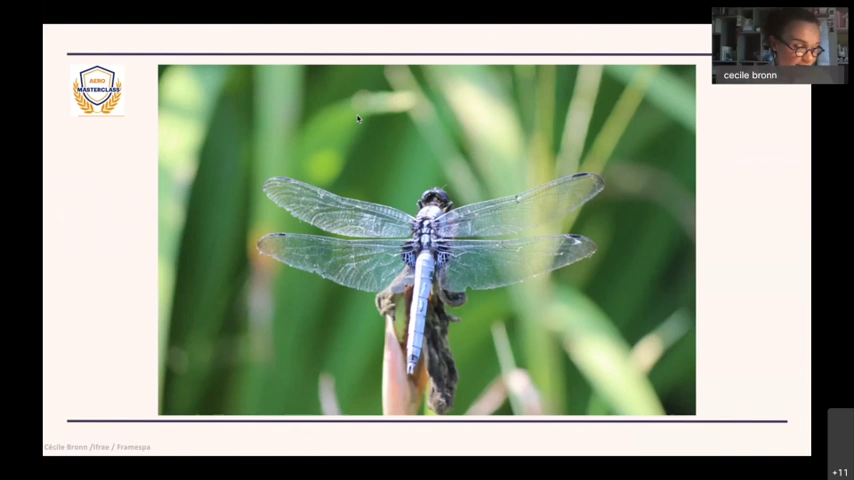 AERO
MASTERCLASS
cecile bronn
Cécile Bronn /Ifrae / Framespa
+11